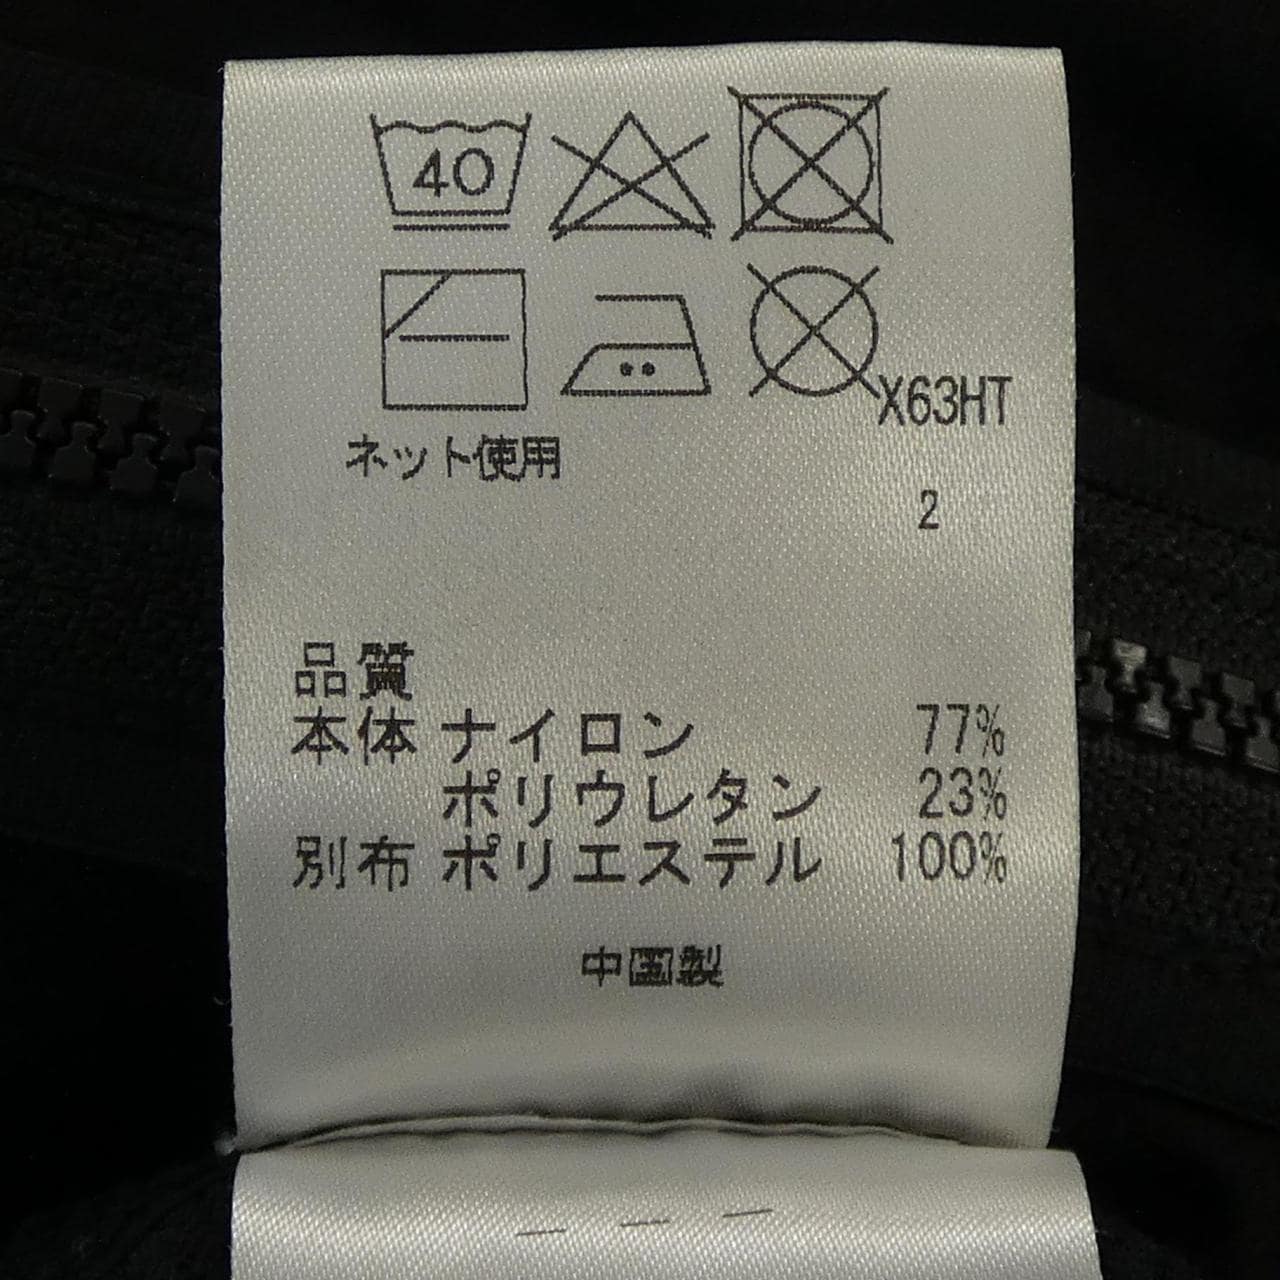 40
X63HT
ネット使用
2
品質
本体 ナイロン 77%
ポリウレタン 23%
別布 ポリエステル 100%
中国製